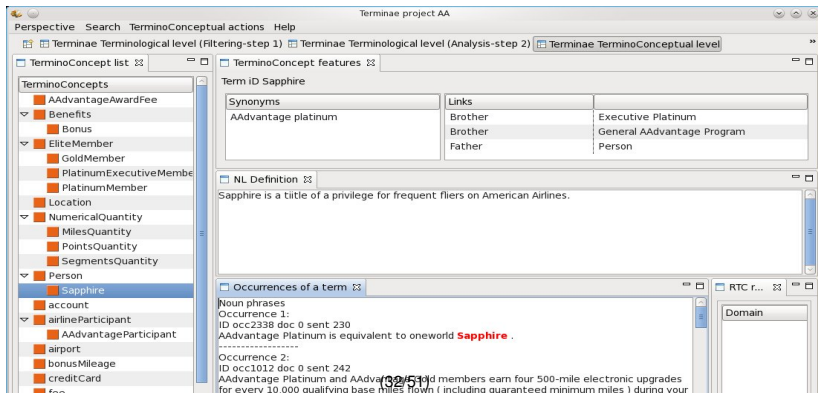 Terminae project AA
Perspective Search TerminoConceptual actions Help
Terminae Terminological level (Filtering-step 1) Terminae Terminological level (Analysis-step 2) Terminae TerminoConceptual level »
TerminoConcept list
TerminoConcepts
AAdvantageAwardFee
Benefits
Bonus
EliteMember
GoldMember
PlatinumExecutiveMembe
PlatinumMember
Location
NumericalQuantity
MilesQuantity
PointsQuantity
SegmentsQuantity
Person
Sapphire
account
airlineParticipant
AAdvantageParticipant
airport
bonusMileage
creditCard
fee
TerminoConcept features
Term iD Sapphire
Synonyms
AAdvantage platinum
Links
Brother Executive Platinum
Brother General AAdvantage Program
Father Person
NL Definition
Sapphire is a tiitle of a privilege for frequent fliers on American Airlines.
Occurrences of a term
Noun phrases
Occurrence 1:
ID occ2338 doc 0 sent 230
AAdvantage Platinum is equivalent to oneworld Sapphire .
------------------
Occurrence 2:
ID occ1012 doc 0 sent 242
AAdvantage Platinum and AAdvantage Gold members earn four 500-mile electronic upgrades
for every 10,000 qualifying base miles flown ( including guaranteed minimum miles ) during your
(32/51)
RTC r...
Domain